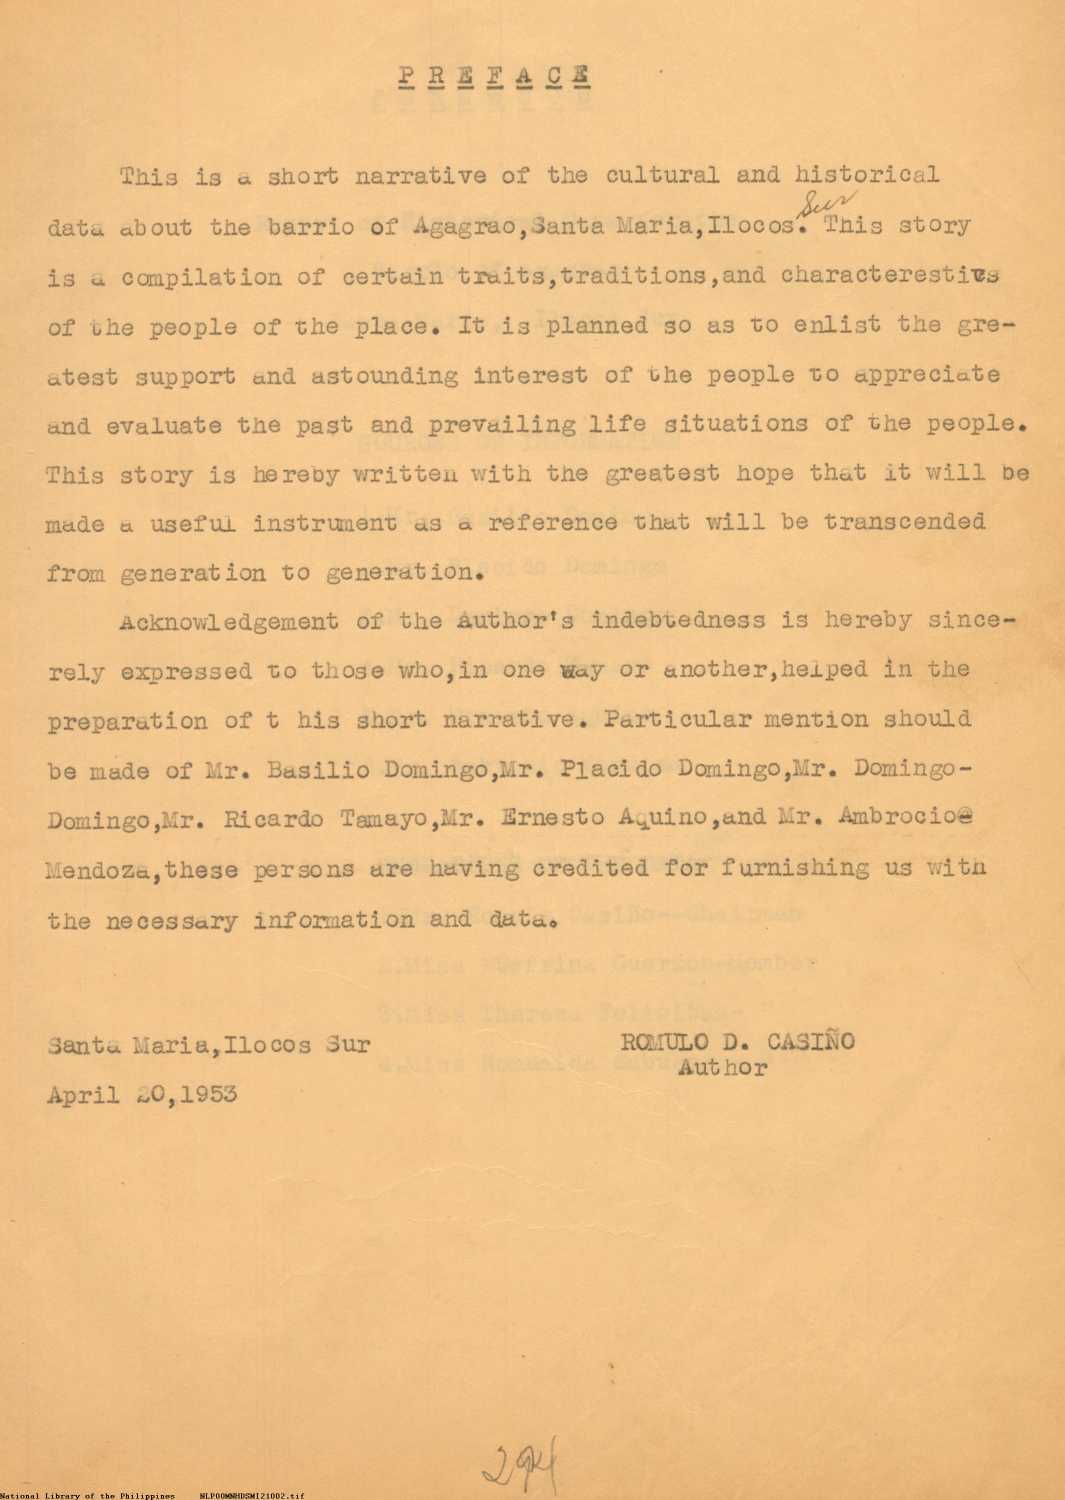 PREFACE
This is a short narrative of the cultural and historical
data about the barrio of Agagrao,Santa Maria,Ilocos Sur. This story
is a compilation of certain traits,traditions,and characterestics
of the people of the place. It is planned so as to enlist the gre-
atest support and astounding interest of the people to appreciate
and evaluate the past and prevailing life situations of the people.
This story is hereby written with the greatest hope that it will be
made a useful instrument as a reference that will be transcended
from generation to generation.
Acknowledgement of the Author's indebtedness is hereby since-
rely expressed to those who,in one way or another,helped in the
preparation of t his short narrative. Particular mention should
be made of Mr. Basilio Domingo,Mr. Placido Domingo,Mr. Domingo-
Domingo,Mr. Ricardo Tamayo,Mr. Ernesto Aquino,and Mr. Ambrocio@
Mendoza,these persons are having credited for furnishing us with
the necessary information and data.
Santa Maria,Ilocos Sur
April 20,1953
ROMULO D. CASIÑO
Author
294
National Library of the Philippines NLPOOMNHDSMI21002.tif